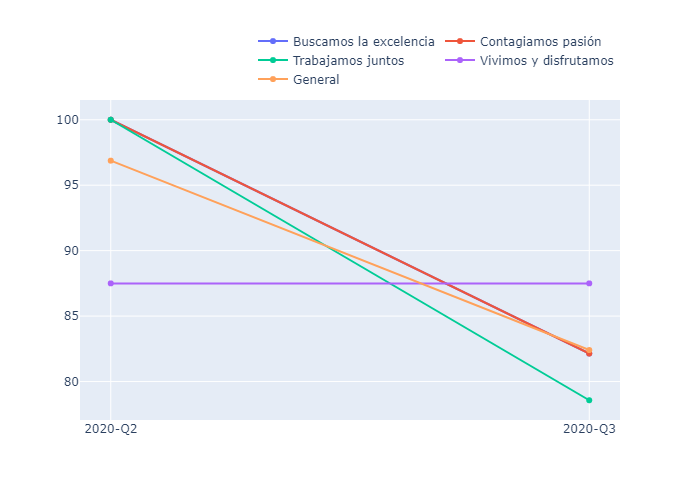 Buscamos la excelencia Contagiamos pasión
Trabajamos juntos Vivimos y disfrutamos
General
100
95
90
85
80
2020-Q2 2020-Q3